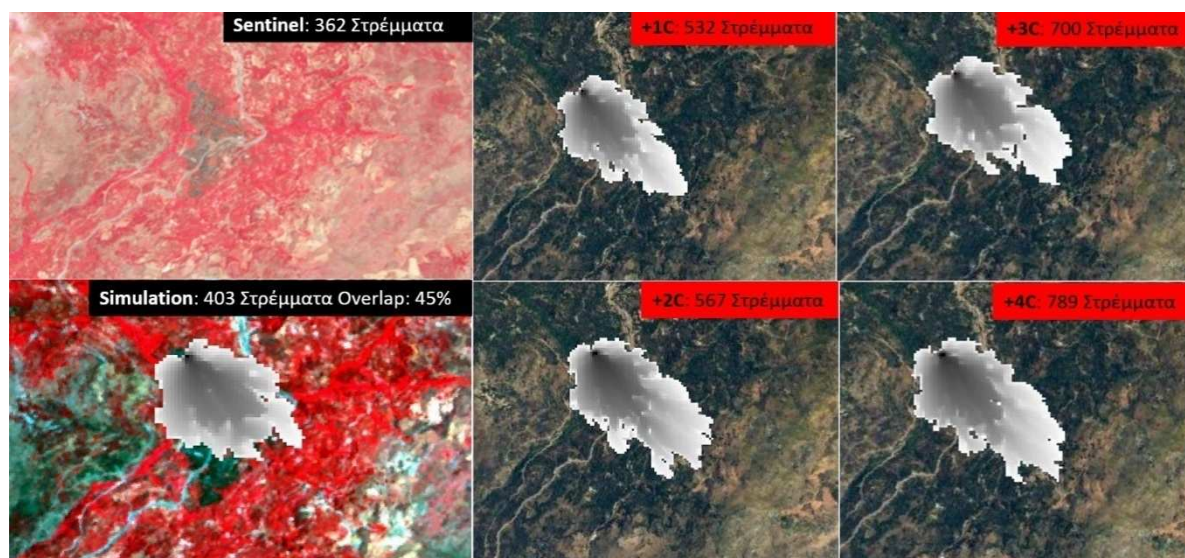 Sentinel: 362 Στρέμματα
+1C: 532 Στρέμματα
+3C: 700 Στρέμματα
Simulation: 403 Στρέμματα Overlap: 45%
+2C: 567 Στρέμματα
+4C: 789 Στρέμματα